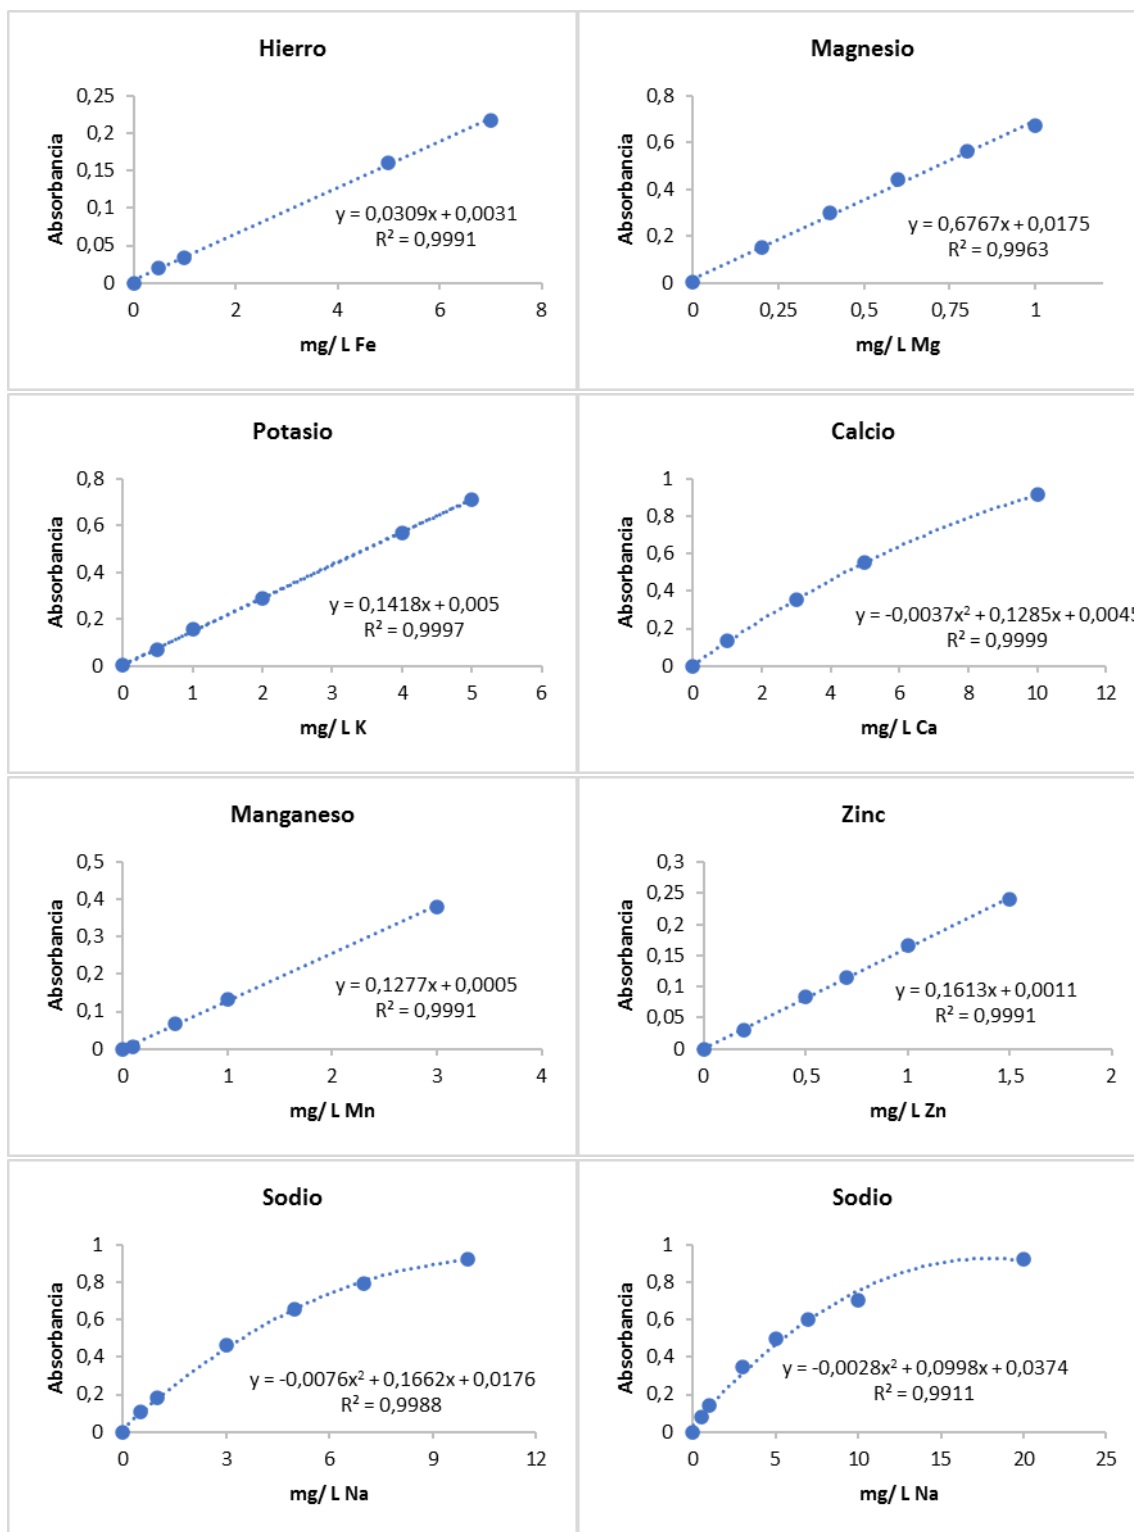 Hierro
0,25
0,2
0,15
0,1
0,05
0
Absorbancia
y = 0,0309x + 0,0031
R² = 0,9991
0 2 4 6 8
mg/ L Fe
Magnesio
0,8
0,6
0,4
0,2
0
Absorbancia
y = 0,6767x + 0,0175
R² = 0,9963
0 0,25 0,5 0,75 1
mg/ L Mg
Potasio
0,8
0,6
0,4
0,2
0
Absorbancia
y = 0,1418x + 0,005
R² = 0,9997
0 1 2 3 4 5 6
mg/ L K
Calcio
1
0,8
0,6
0,4
0,2
0
Absorbancia
y = -0,0037x² + 0,1285x + 0,0045
R² = 0,9999
0 2 4 6 8 10 12
mg/ L Ca
Manganeso
0,5
0,4
0,3
0,2
0,1
0
Absorbancia
y = 0,1277x + 0,0005
R² = 0,9991
0 1 2 3 4
mg/ L Mn
Zinc
0,3
0,25
0,2
0,15
0,1
0,05
0
Absorbancia
y = 0,1613x + 0,0011
R² = 0,9991
0 0,5 1 1,5 2
mg/ L Zn
Sodio
1
0,8
0,6
0,4
0,2
0
Absorbancia
y = -0,0076x² + 0,1662x + 0,0176
R² = 0,9988
0 3 6 9 12
mg/ L Na
Sodio
1
0,8
0,6
0,4
0,2
0
Absorbancia
y = -0,0028x² + 0,0998x + 0,0374
R² = 0,9911
0 5 10 15 20 25
mg/ L Na